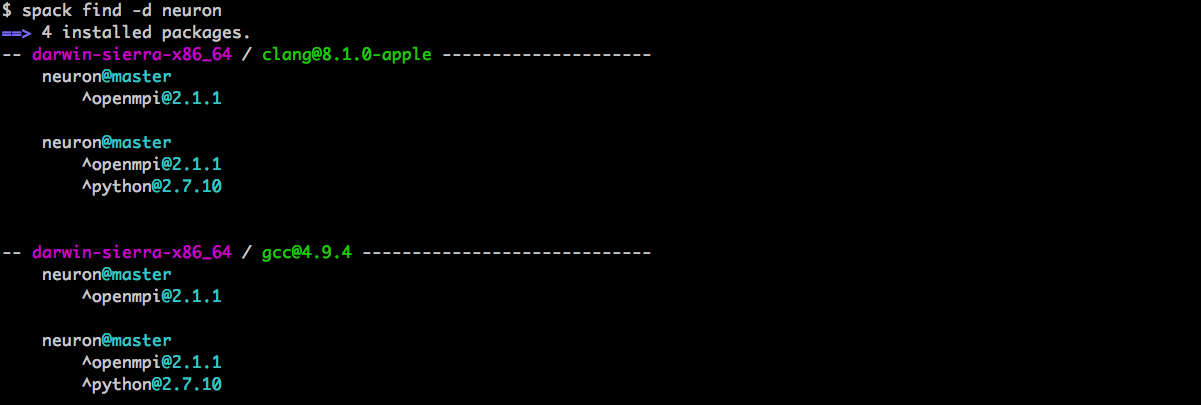 $ spack find -d neuron
==> 4 installed packages.
-- darwin-sierra-x86_64 / clang@8.1.0-apple ---------------------
    neuron@master
        ^openmpi@2.1.1
    neuron@master
        ^openmpi@2.1.1
        ^python@2.7.10
-- darwin-sierra-x86_64 / gcc@4.9.4 -----------------------------
    neuron@master
        ^openmpi@2.1.1
    neuron@master
        ^openmpi@2.1.1
        ^python@2.7.10